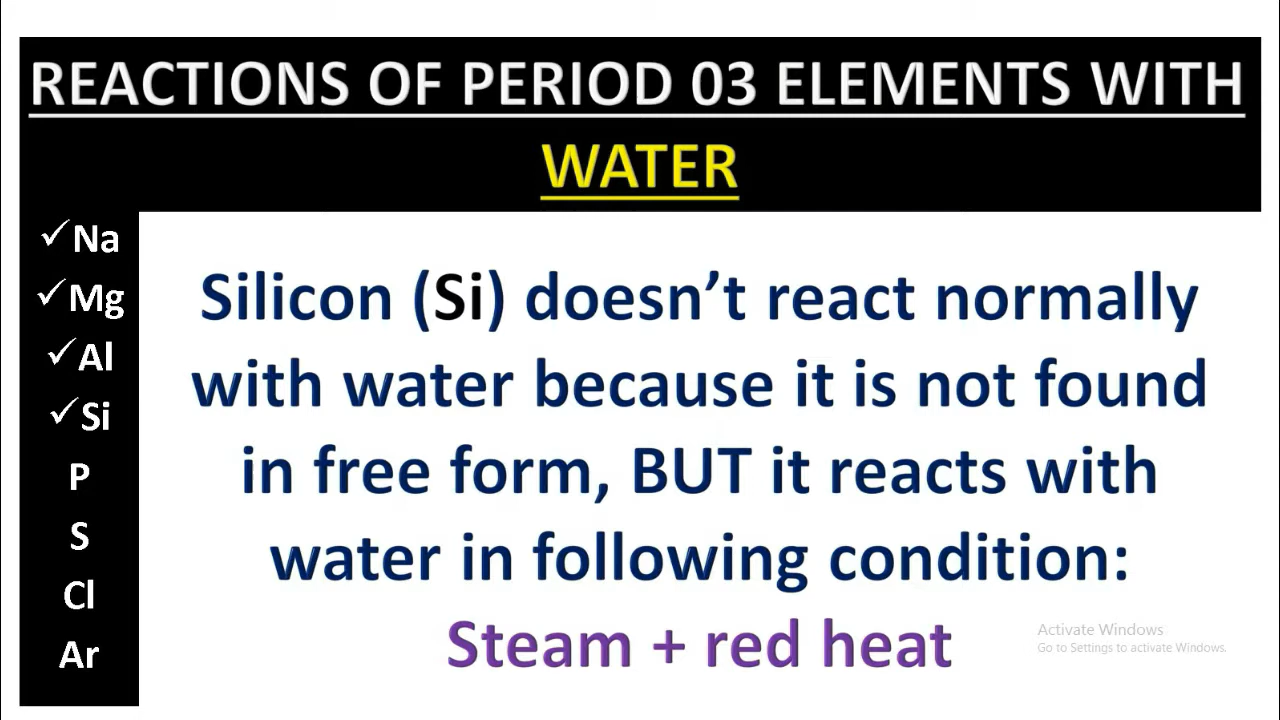 REACTIONS OF PERIOD 03 ELEMENTS WITH
WATER
✓Na
✓Mg
✓Al
✓Si
P
S
Cl
Ar
Silicon (Si) doesn’t react normally
with water because it is not found
in free form, BUT it reacts with
water in following condition:
Steam + red heat
Activate Windows
Go to Settings to activate Windows.